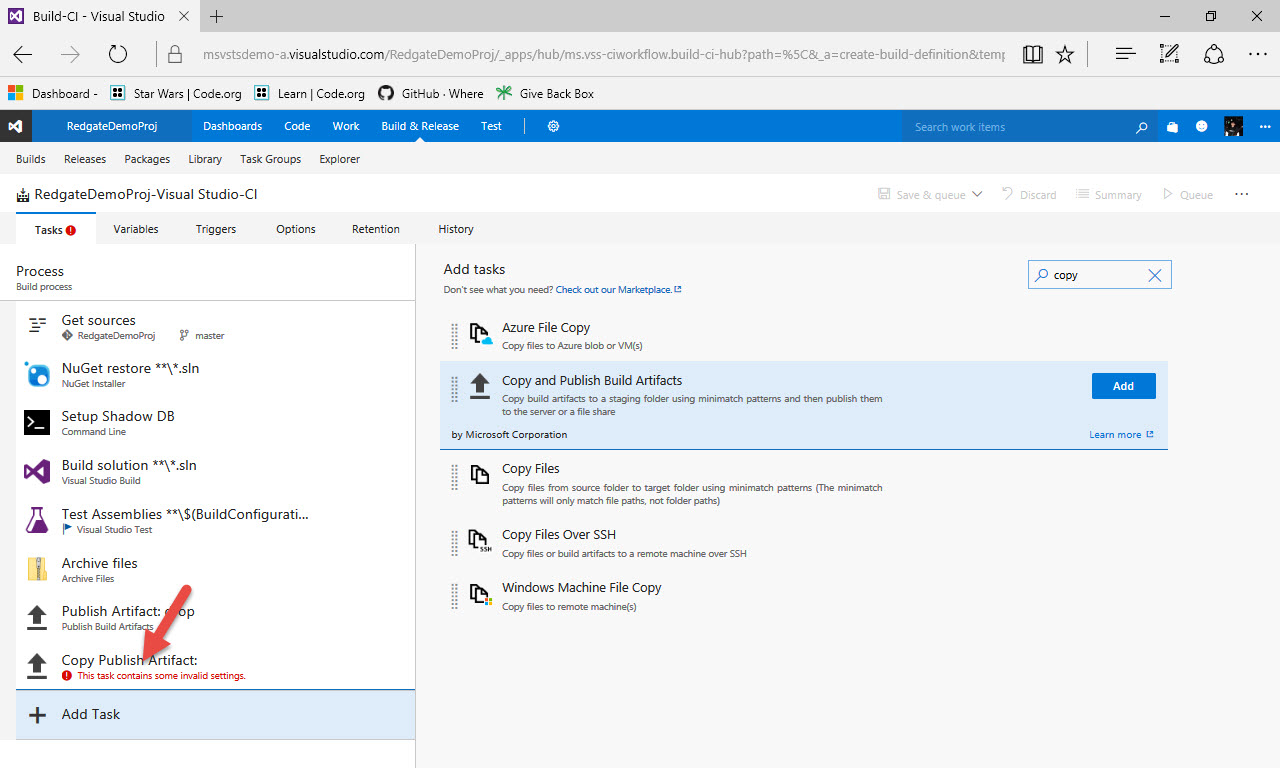 Build-CI - Visual Studio
msvstsdemo-a.visualstudio.com/RedgateDemoProj/_apps/hub/ms.vss-ciworkflow.build-ci-hub?path=%5C&_a=create-build-definition&temp
Dashboard - Star Wars | Code.org Learn | Code.org GitHub · Where Give Back Box
RedgateDemoProj Dashboards Code Work Build & Release Test Search work items
Builds Releases Packages Library Task Groups Explorer
RedgateDemoProj-Visual Studio-CI Save & queue Discard Summary Queue
Tasks Variables Triggers Options Retention History
Process
Build process
Get sources
RedgateDemoProj master
NuGet restore **\*.sln
NuGet Installer
Setup Shadow DB
Command Line
Build solution **\*.sln
Visual Studio Build
Test Assemblies **\$(BuildConfigurati...
Visual Studio Test
Archive files
Archive Files
Publish Artifact:
Publish Build Artifacts
Copy Publish Artifact:
This task contains some invalid settings.
Add Task
Add tasks
copy
Don't see what you need? Check out our Marketplace.
Azure File Copy
Copy files to Azure blob or VM(s)
Copy and Publish Build Artifacts
Add
Copy build artifacts to a staging folder using minimatch patterns and then publish them
to the server or a file share
by Microsoft Corporation Learn more
Copy Files
Copy files from source folder to target folder using minimatch patterns (The minimatch
patterns will only match file paths, not folder paths)
Copy Files Over SSH
SSH
Copy files or build artifacts to a remote machine over SSH
Windows Machine File Copy
Copy files to remote machine(s)